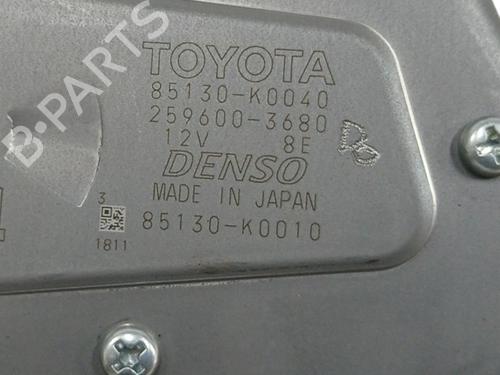 TOYOTA
85130-K0040
259600-3680
12V 8E
DENSO
MADE IN JAPAN
85130-K0010
3
1811
B-PARTS